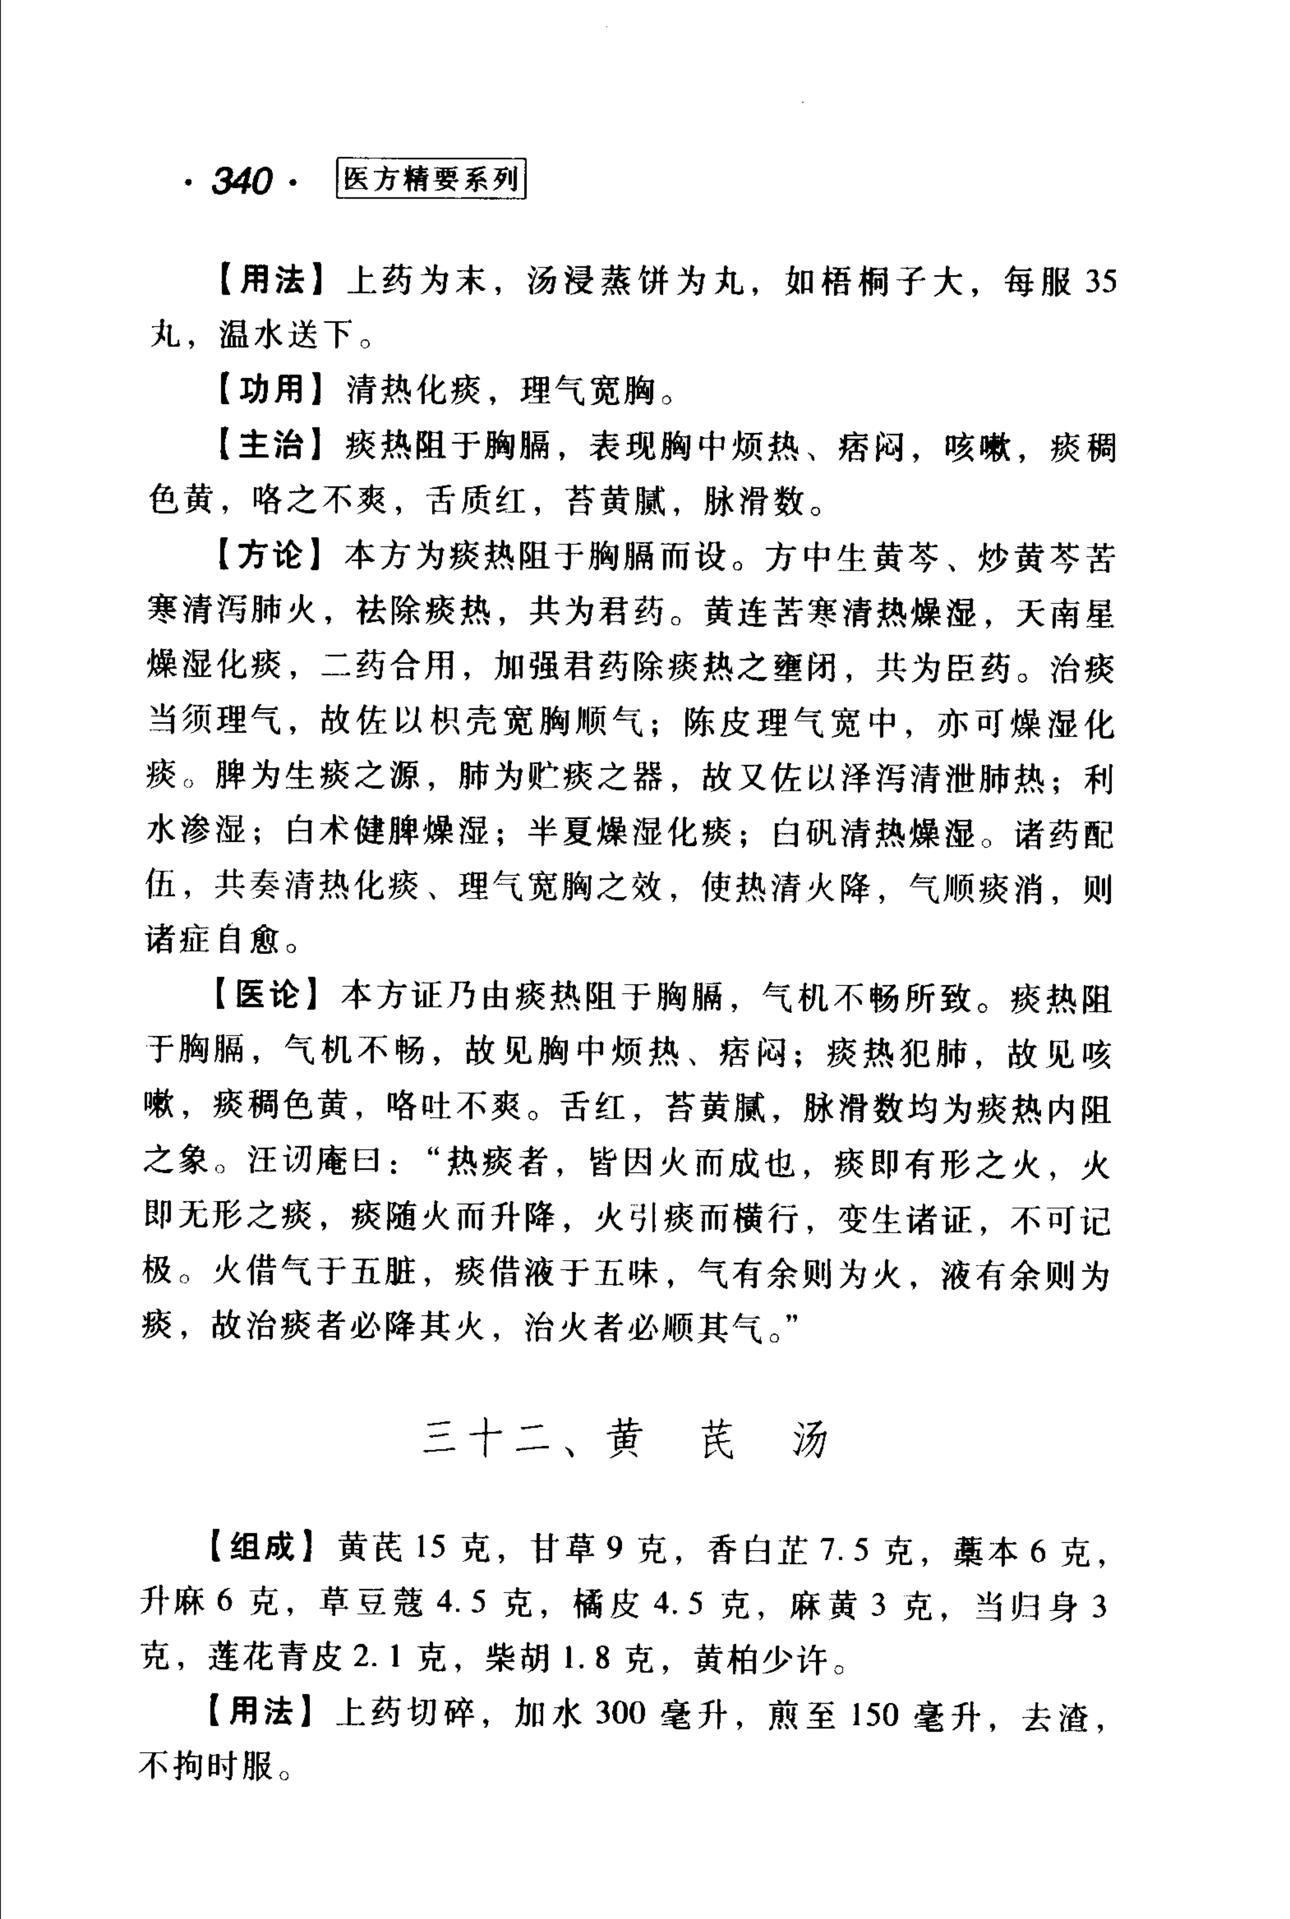 ·340· 医方精要系列
【用法】上药为末，汤浸蒸饼为丸，如梧桐子大，每服35
丸，温水送下。
【功用】清热化痰，理气宽胸。
【主治】痰热阻于胸膈，表现胸中烦热、痞闷，咳嗽，痰稠
色黄，咯之不爽，舌质红，苔黄腻，脉滑数。
【方论】本方为痰热阻于胸膈而设。方中生黄芩、炒黄芩苦
寒清泻肺火，祛除痰热，共为君药。黄连苦寒清热燥湿，天南星
燥湿化痰，二药合用，加强君药除痰热之壅闭，共为臣药。治痰
当须理气，故佐以枳壳宽胸顺气；陈皮理气宽中，亦可燥湿化
痰。脾为生痰之源，肺为贮痰之器，故又佐以泽泻清泄肺热；利
水渗湿；白术健脾燥湿；半夏燥湿化痰；白矾清热燥湿。诸药配
伍，共奏清热化痰、理气宽胸之效，使热清火降，气顺痰消，则
诸症自愈。
【医论】本方证乃由痰热阻于胸膈，气机不畅所致。痰热阻
于胸膈，气机不畅，故见胸中烦热、痞闷；痰热犯肺，故见咳
嗽，痰稠色黄，咯吐不爽。舌红，苔黄腻，脉滑数均为痰热内阻
之象。汪讱庵曰：“热痰者，皆因火而成也，痰即有形之火，火
即无形之痰，痰随火而升降，火引痰而横行，变生诸证，不可记
极。火借气于五脏，痰借液于五味，气有余则为火，液有余则为
痰，故治痰者必降其火，治火者必顺其气。”
三十二、黄 芪 汤
【组成】黄芪15克，甘草9克，香白芷7.5克，藁本6克，
升麻6克，草豆蔻4.5克，橘皮4.5克，麻黄3克，当归身3
克，莲花青皮2.1克，柴胡1.8克，黄柏少许。
【用法】上药切碎，加水300毫升，煎至150毫升，去渣，
不拘时服。